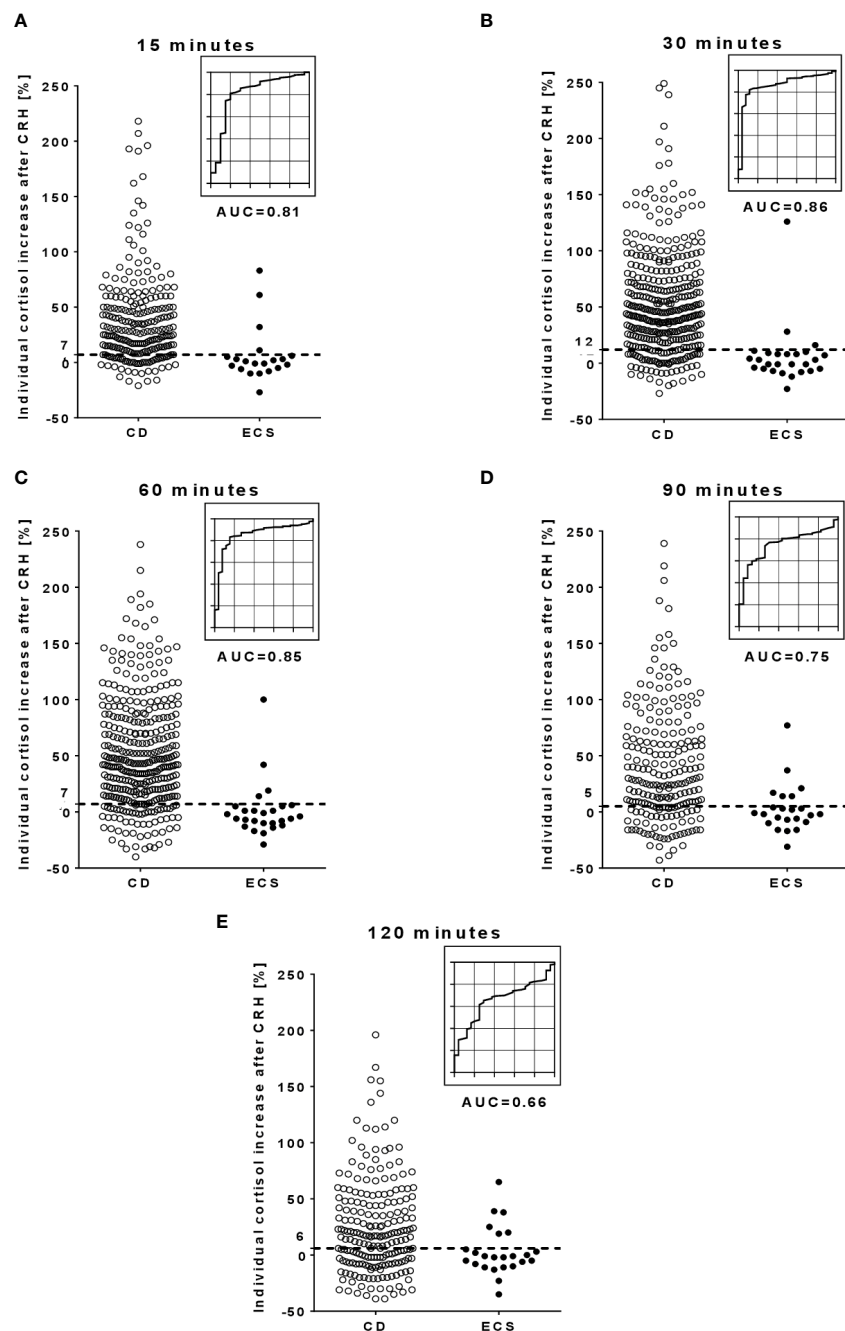 A
15 minutes
Individual cortisol increase after CRH [%]
250
200
150
100
50
7
0
-50
CD
ECS
AUC=0.81
B
30 minutes
Individual cortisol increase after CRH [%]
250
200
150
100
50
12
0
-50
CD
ECS
AUC=0.86
C
60 minutes
Individual cortisol increase after CRH [%]
250
200
150
100
50
7
0
-50
CD
ECS
AUC=0.85
D
90 minutes
Individual cortisol increase after CRH [%]
250
200
150
100
50
5
0
-50
CD
ECS
AUC=0.75
E
120 minutes
Individual cortisol increase after CRH [%]
250
200
150
100
50
6
0
-50
CD
ECS
AUC=0.66